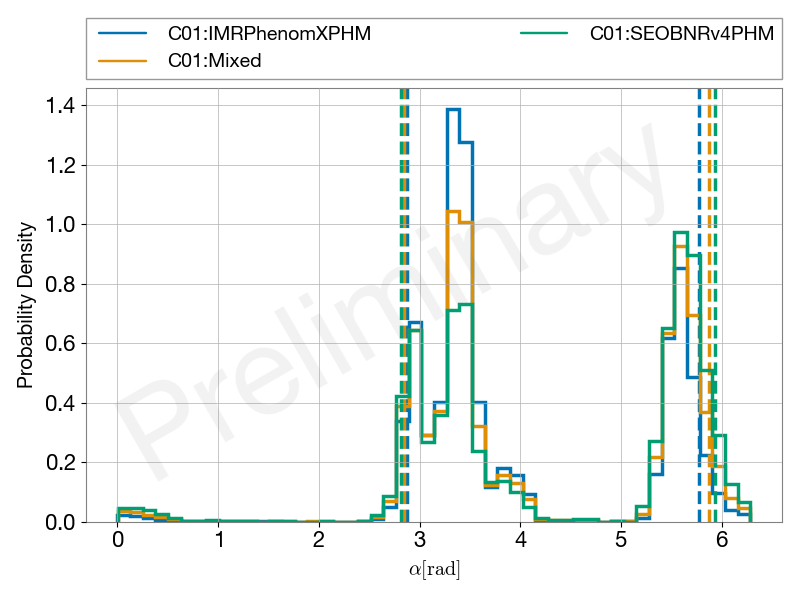 C01:IMRPhenomXPHM
C01:Mixed
C01:SEOBNRv4PHM
1.4
1.2
1.0
0.8
0.6
0.4
0.2
0.0
Probability Density
Preliminary
0 1 2 3 4 5 6
α[rad]